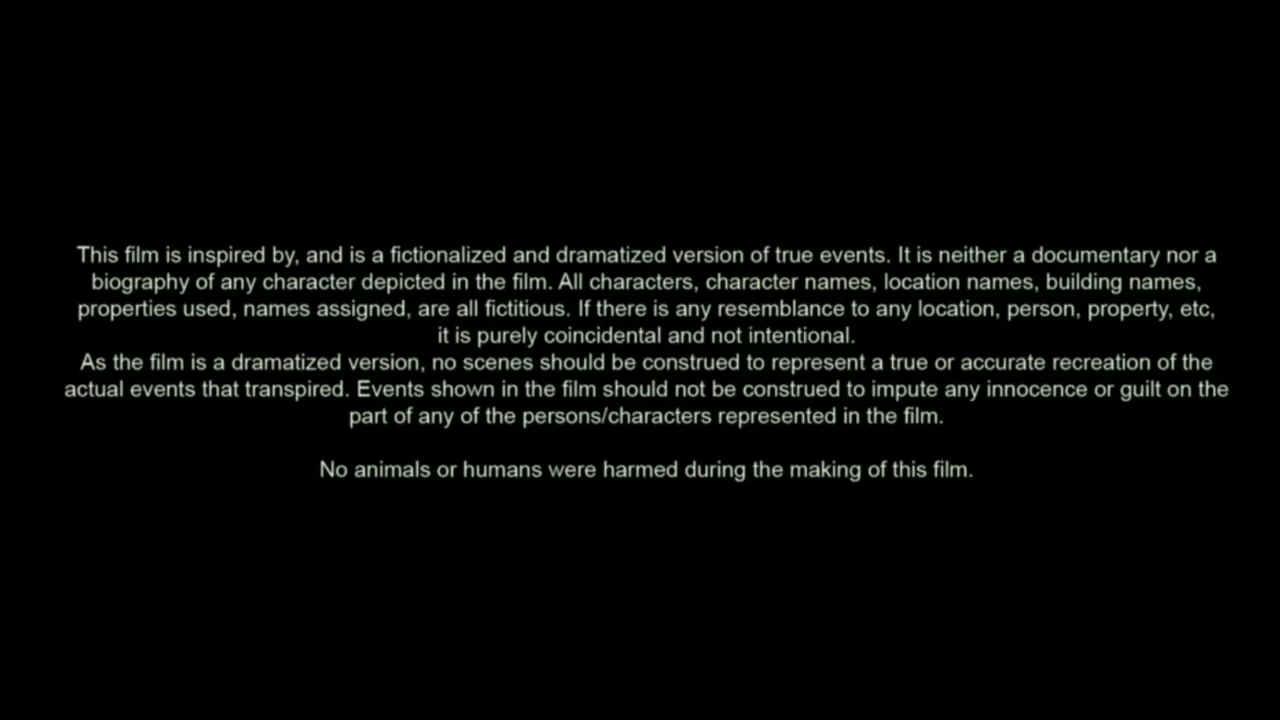 This film is inspired by, and is a fictionalized and dramatized version of true events. It is neither a documentary nor a
biography of any character depicted in the film. All characters, character names, location names, building names,
properties used, names assigned, are all fictitious. If there is any resemblance to any location, person, property, etc,
it is purely coincidental and not intentional.
As the film is a dramatized version, no scenes should be construed to represent a true or accurate recreation of the
actual events that transpired. Events shown in the film should not be construed to impute any innocence or guilt on the
part of any of the persons/characters represented in the film.
No animals or humans were harmed during the making of this film.